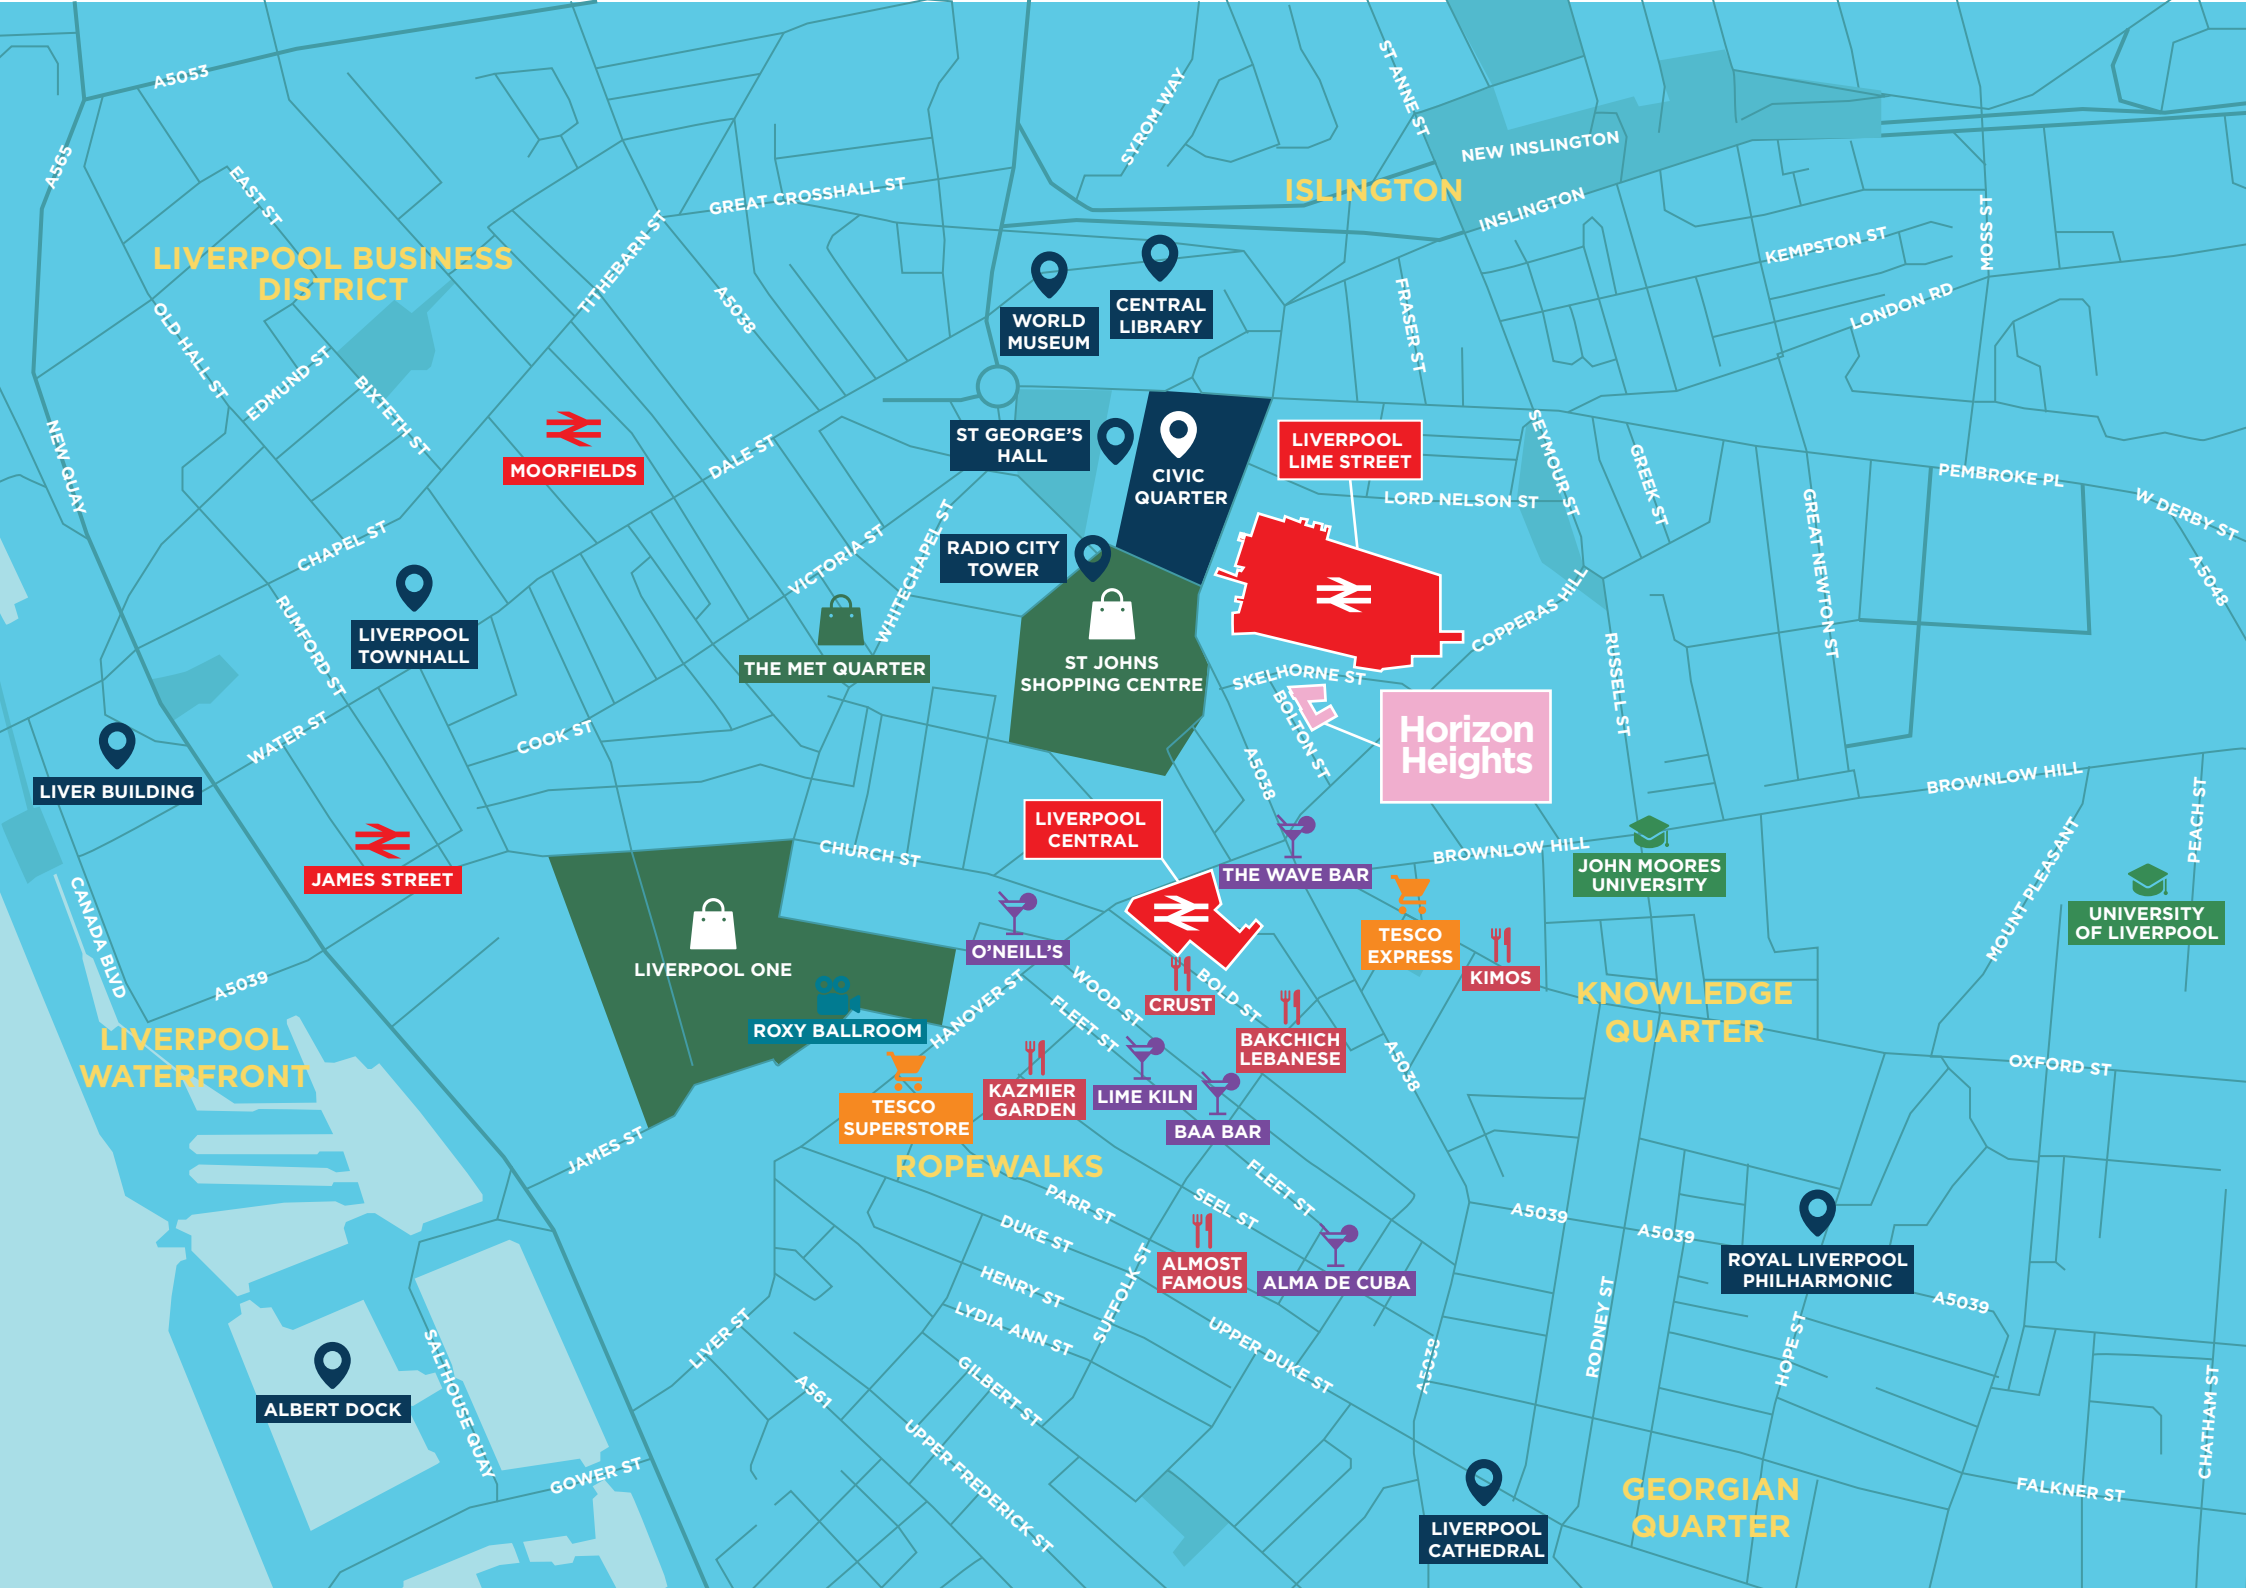 A5053
SYROM WAY
ST ANNE ST
NEW INSLINGTON
A565
EAST ST
GREAT CROSSHALL ST
ISLINGTON
INSLINGTON
MOSS ST
LIVERPOOL BUSINESS
DISTRICT
TITHEBARN ST
A5038
WORLD
MUSEUM
CENTRAL
LIBRARY
FRASER ST
KEMPSTON ST
LONDON RD
OLD HALL ST
EDMUND ST
BIXTETH ST
NEW QUAY
MOORFIELDS
DALE ST
ST GEORGE'S
HALL
CIVIC
QUARTER
LIVERPOOL
LIME STREET
LORD NELSON ST
SEYMOUR ST
GREEK ST
GREAT NEWTON ST
PEMBROKE PL
W DERBY ST
A5048
CHAPEL ST
RUMFORD ST
LIVERPOOL
TOWNHALL
VICTORIA ST
WHITECHAPEL ST
RADIO CITY
TOWER
THE MET QUARTER
ST JOHNS
SHOPPING CENTRE
COPPERAS HILL
SKELHORNE ST
BOLTON ST
RUSSELL ST
Horizon
Heights
WATER ST
COOK ST
LIVER BUILDING
A5038
BROWNLOW HILL
PEACH ST
JAMES STREET
CHURCH ST
LIVERPOOL
CENTRAL
THE WAVE BAR
BROWNLOW HILL
JOHN MOORES
UNIVERSITY
MOUNT PLEASANT
UNIVERSITY
OF LIVERPOOL
CANADA BLVD
A5039
LIVERPOOL ONE
O'NEILL'S
TESCO
EXPRESS
KIMOS
CRUST
BOLD ST
WOOD ST
FLEET ST
HANOVER ST
ROXY BALLROOM
BAKCHICH
LEBANESE
KNOWLEDGE
QUARTER
LIVERPOOL
WATERFRONT
A5038
OXFORD ST
TESCO
SUPERSTORE
KAZMIER
GARDEN
LIME KILN
BAA BAR
JAMES ST
ROPEWALKS
PARR ST
SEEL ST
FLEET ST
DUKE ST
A5039
A5039
ROYAL LIVERPOOL
PHILHARMONIC
A5039
HENRY ST
SUFFOLK ST
ALMOST
FAMOUS
ALMA DE CUBA
LYDIA ANN ST
UPPER DUKE ST
RODNEY ST
HOPE ST
LIVER ST
A561
GILBERT ST
A5039
SALTHOUSE QUAY
ALBERT DOCK
CHATHAM ST
UPPER FREDERICK ST
GOWER ST
LIVERPOOL
CATHEDRAL
GEORGIAN
QUARTER
FALKNER ST